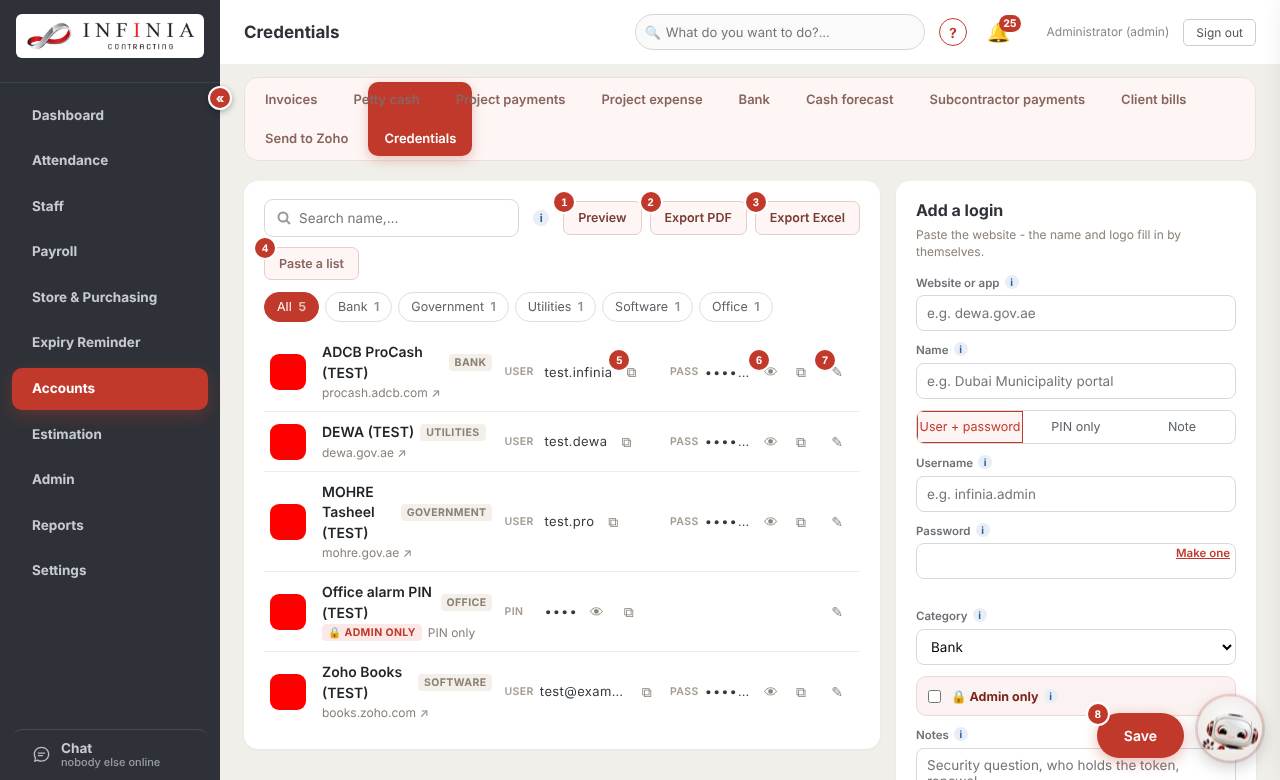 INFINIA
CONTRACTING
Credentials
What do you want to do?...
?
25
Administrator (admin)
Sign out
«
Dashboard
Attendance
Staff
Payroll
Store & Purchasing
Expiry Reminder
Accounts
Estimation
Admin
Reports
Settings
Chat
nobody else online
Invoices Petty cash Project payments Project expense Bank Cash forecast Subcontractor payments Client bills
Send to Zoho Credentials
Search name,...
i
1 Preview
2 Export PDF
3 Export Excel
4 Paste a list
All 5 Bank 1 Government 1 Utilities 1 Software 1 Office 1
ADCB ProCash
(TEST)
BANK
procash.adcb.com ↗
USER test.infinia 5 PASS ••••... 6 7
DEWA (TEST) UTILITIES
dewa.gov.ae ↗
USER test.dewa PASS ••••...
MOHRE
Tasheel
(TEST)
GOVERNMENT
mohre.gov.ae ↗
USER test.pro PASS ••••...
Office alarm PIN
(TEST)
OFFICE
🔒 ADMIN ONLY PIN only
PIN ••••
Zoho Books
(TEST)
SOFTWARE
books.zoho.com ↗
USER test@exam... PASS ••••...
Add a login
Paste the website - the name and logo fill in by
themselves.
Website or app i
e.g. dewa.gov.ae
Name i
e.g. Dubai Municipality portal
User + password PIN only Note
Username i
e.g. infinia.admin
Password i
Make one
Category i
Bank
🔒 Admin only i
Notes i
Security question, who holds the token,
renewal
8 Save